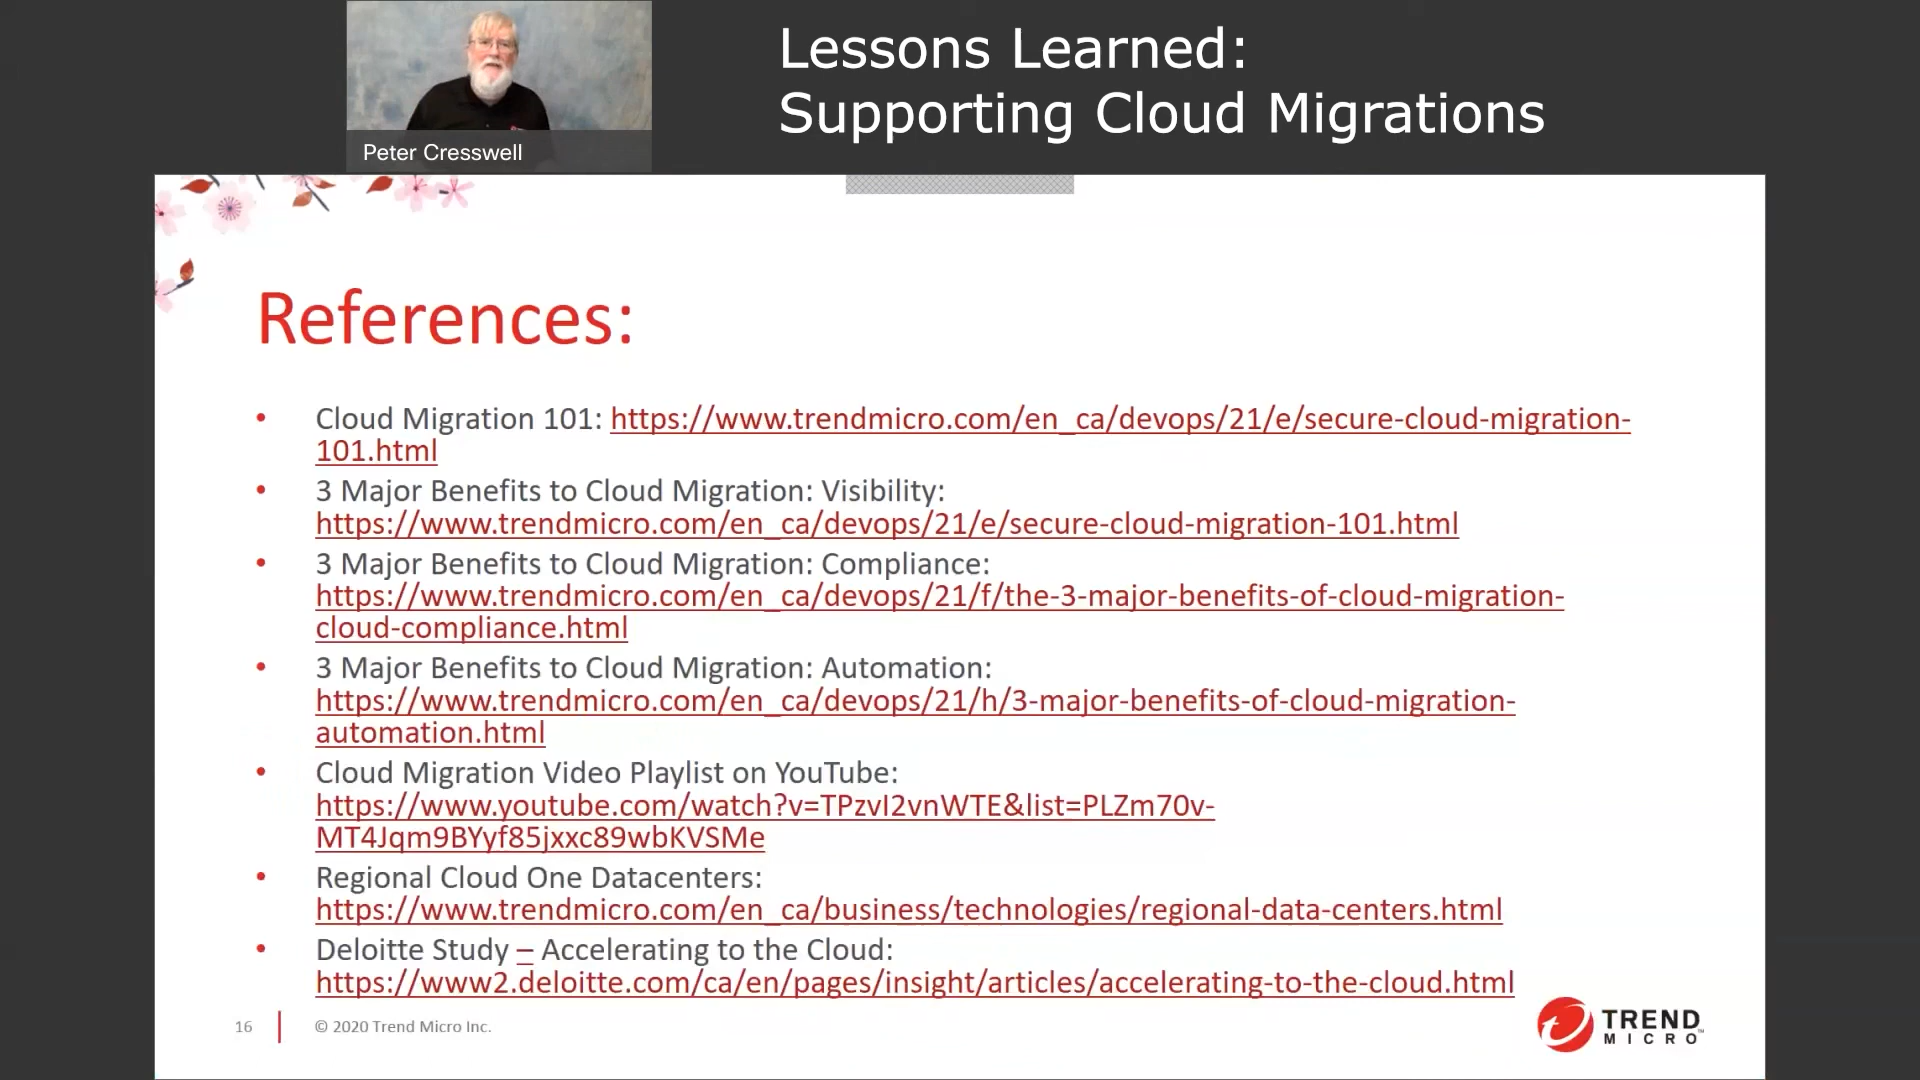 Lessons Learned:
Supporting Cloud Migrations
Peter Cresswell
References:
• Cloud Migration 101: https://www.trendmicro.com/en_ca/devops/21/e/secure-cloud-migration-
101.html
• 3 Major Benefits to Cloud Migration: Visibility:
https://www.trendmicro.com/en_ca/devops/21/e/secure-cloud-migration-101.html
• 3 Major Benefits to Cloud Migration: Compliance:
https://www.trendmicro.com/en_ca/devops/21/f/the-3-major-benefits-of-cloud-migration-
cloud-compliance.html
• 3 Major Benefits to Cloud Migration: Automation:
https://www.trendmicro.com/en_ca/devops/21/h/3-major-benefits-of-cloud-migration-
automation.html
• Cloud Migration Video Playlist on YouTube:
https://www.youtube.com/watch?v=TPzvI2vnWTE&list=PLZm70v-
MT4Jqm9BYyf85jxxc89wbKVSMe
• Regional Cloud One Datacenters:
https://www.trendmicro.com/en_ca/business/technologies/regional-data-centers.html
• Deloitte Study – Accelerating to the Cloud:
https://www2.deloitte.com/ca/en/pages/insight/articles/accelerating-to-the-cloud.html
16 © 2020 Trend Micro Inc.
TREND
MICRO™